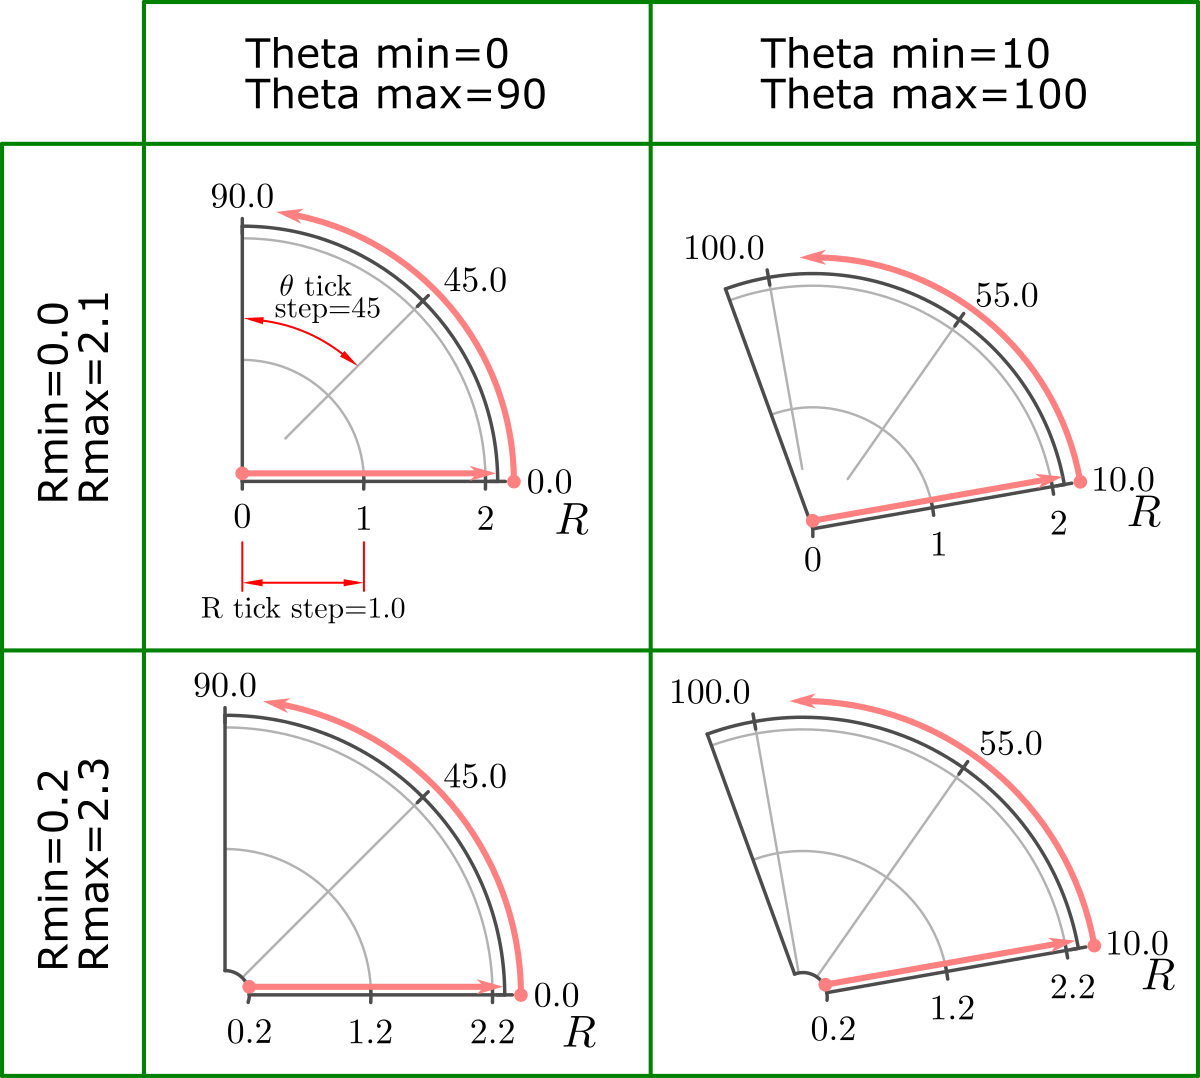 Theta min=0
Theta max=90
Theta min=10
Theta max=100
Rmin=0.0
Rmax=2.1
90.0
θ tick
step=45
45.0
0.0
0 1 2 R
R tick step=1.0
100.0
55.0
10.0
0 1 2 R
Rmin=0.2
Rmax=2.3
90.0
45.0
0.0
0.2 1.2 2.2 R
100.0
55.0
10.0
0.2 1.2 2.2 R